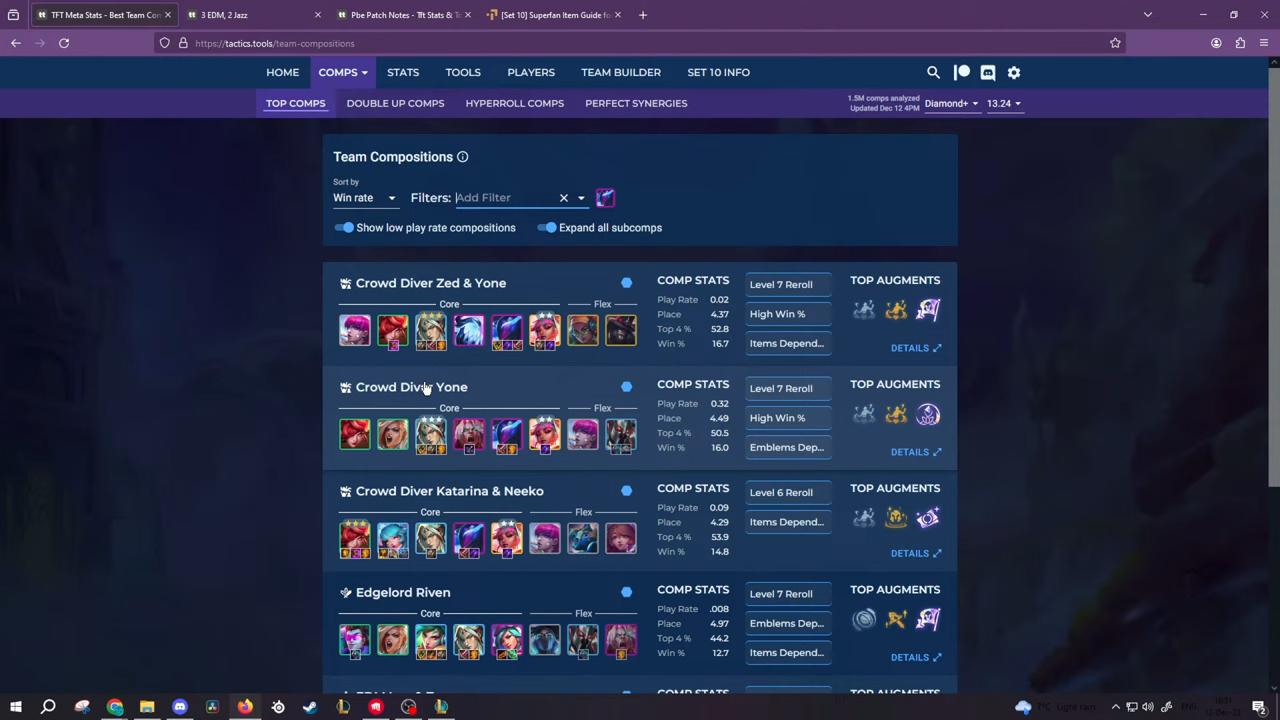 TFT Meta Stats - Best Team Con
3 EDM, 2 Jazz
Pbe Patch Notes - Tft Stats & T
[Set 10] Superfan Item Guide fo
https://tactics.tools/team-compositions
HOME
COMPS
STATS
TOOLS
PLAYERS
TEAM BUILDER
SET 10 INFO
TOP COMPS
DOUBLE UP COMPS
HYPERROLL COMPS
PERFECT SYNERGIES
1.5M comps analyzed
Updated Dec 12 4PM
Diamond+
13.24
Team Compositions
Sort by
Win rate
Filters: Add Filter
Show low play rate compositions
Expand all subcomps
Crowd Diver Zed & Yone
Core
Flex
COMP STATS
Play Rate 0.02
Place 4.37
Top 4 % 52.8
Win % 16.7
Level 7 Reroll
High Win %
Items Depend...
TOP AUGMENTS
DETAILS
Crowd Diver Yone
Core
Flex
COMP STATS
Play Rate 0.32
Place 4.49
Top 4 % 50.5
Win % 16.0
Level 7 Reroll
High Win %
Emblems Dep...
TOP AUGMENTS
DETAILS
Crowd Diver Katarina & Neeko
Core
Flex
COMP STATS
Play Rate 0.09
Place 4.29
Top 4 % 53.9
Win % 14.8
Level 6 Reroll
Items Depend...
TOP AUGMENTS
DETAILS
Edgelord Riven
Core
Flex
COMP STATS
Play Rate .008
Place 4.97
Top 4 % 44.2
Win % 12.7
Level 7 Reroll
Emblems Dep...
Items Depend...
TOP AUGMENTS
DETAILS
7°C Light rain
ENG
2